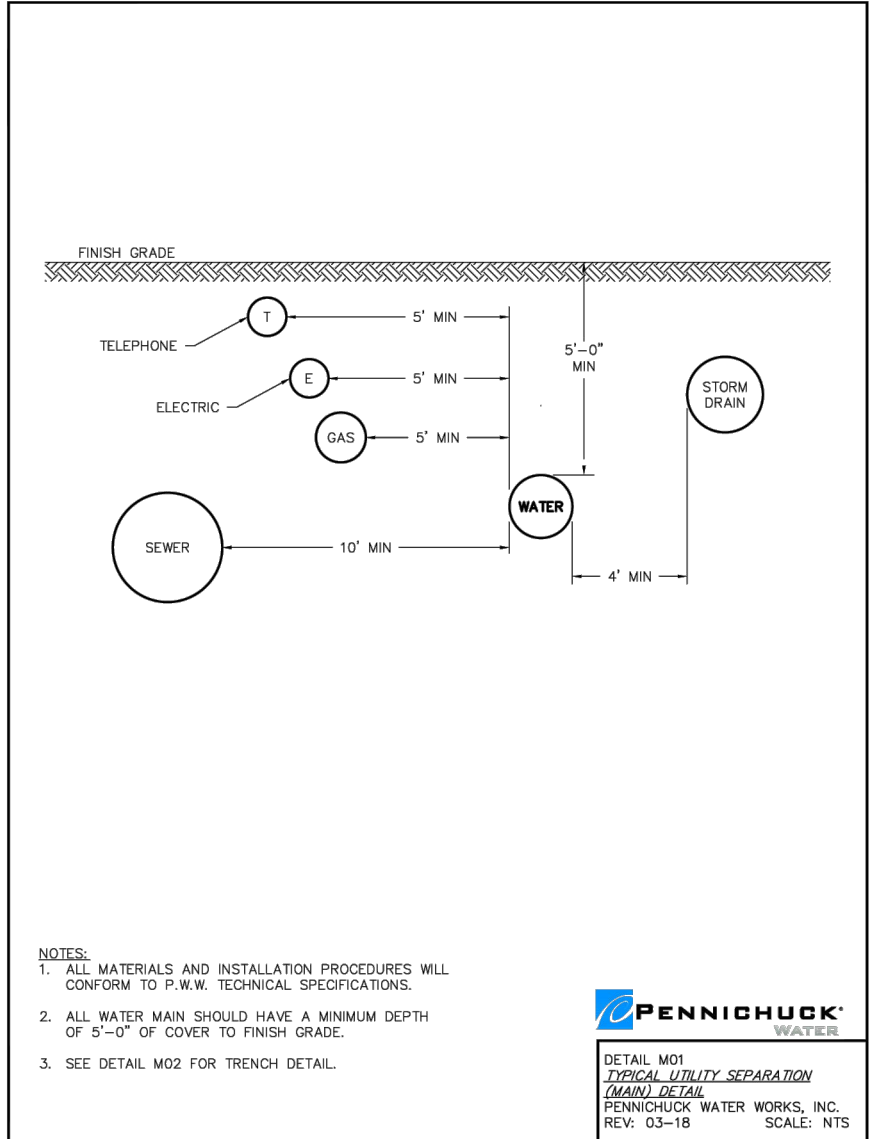 FINISH GRADE
T
5' MIN
TELEPHONE
5'-0"
MIN
E
5' MIN
ELECTRIC
STORM
DRAIN
GAS
5' MIN
WATER
SEWER
10' MIN
4' MIN
NOTES:
1. ALL MATERIALS AND INSTALLATION PROCEDURES WILL
CONFORM TO P.W.W. TECHNICAL SPECIFICATIONS.
2. ALL WATER MAIN SHOULD HAVE A MINIMUM DEPTH
OF 5'-0" OF COVER TO FINISH GRADE.
3. SEE DETAIL M02 FOR TRENCH DETAIL.
PENNICHUCK
WATER
DETAIL M01
TYPICAL UTILITY SEPARATION
(MAIN) DETAIL
PENNICHUCK WATER WORKS, INC.
REV: 03-18 SCALE: NTS